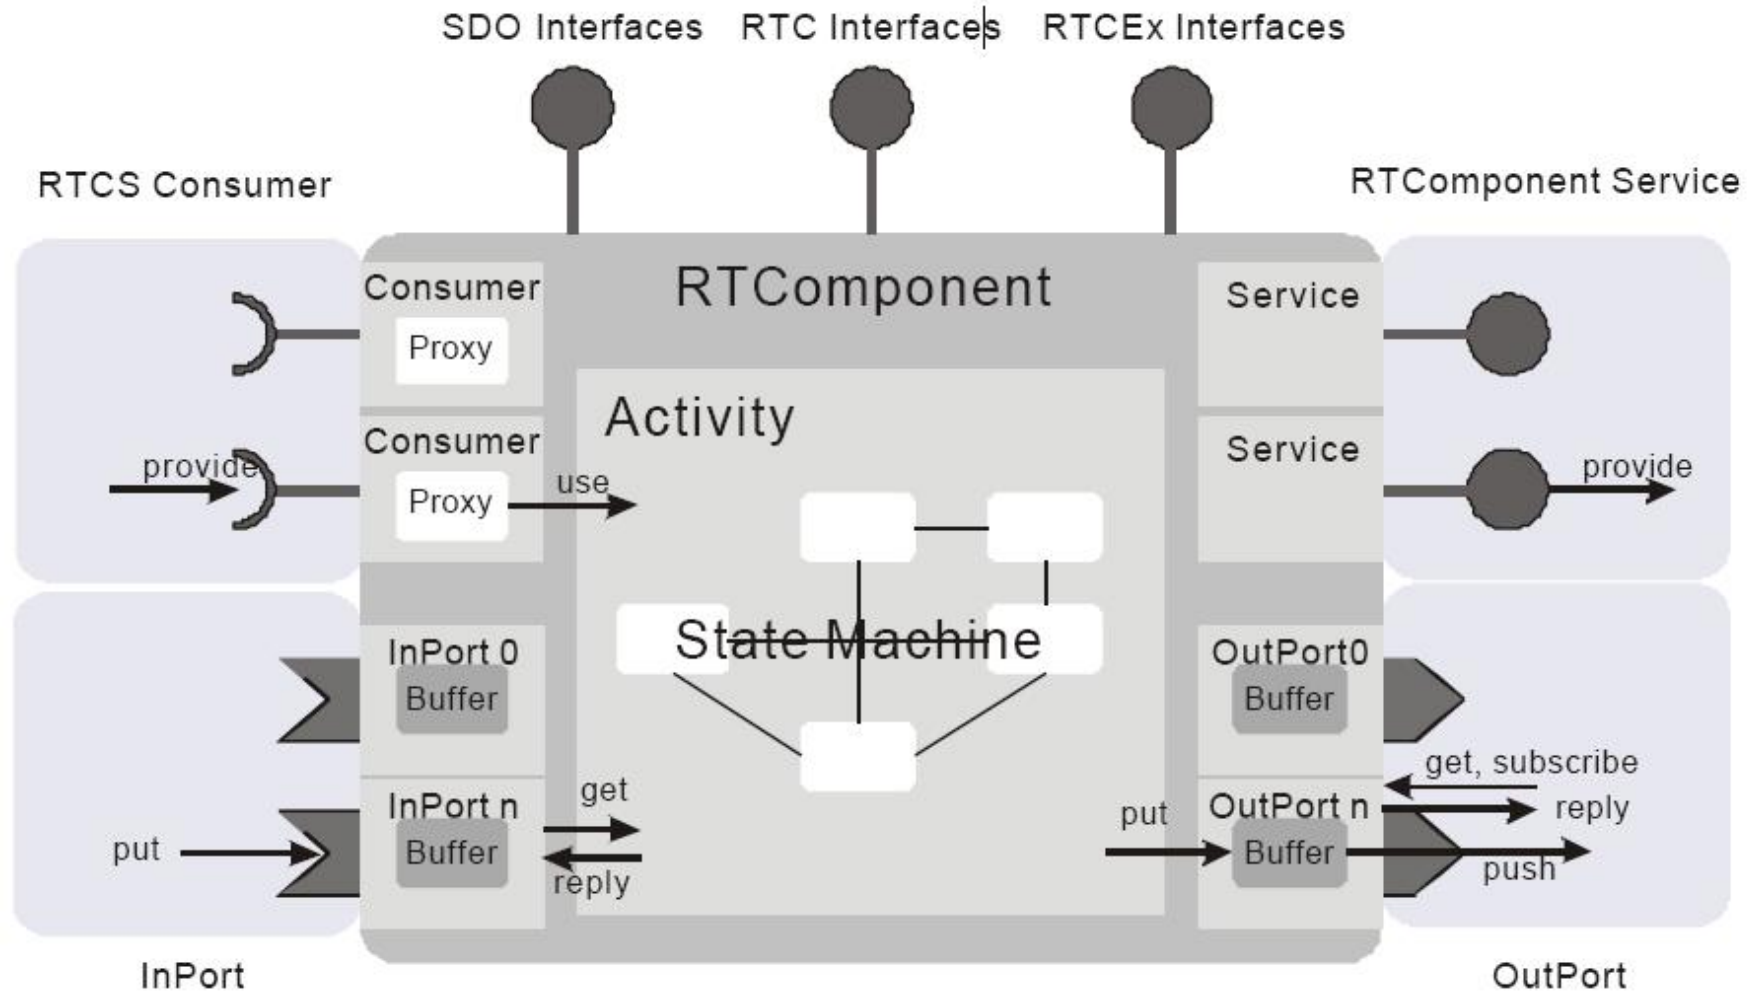 SDO Interfaces RTC Interfaces RTCEx Interfaces
RTCS Consumer
RTComponent Service
Consumer
Proxy
RTComponent
Service
Activity
Consumer
Proxy
provide
use
Service
provide
State Machine
InPort 0
Buffer
OutPort0
Buffer
InPort n
Buffer
put
get
reply
put
OutPort n
Buffer
get, subscribe
reply
push
InPort
OutPort